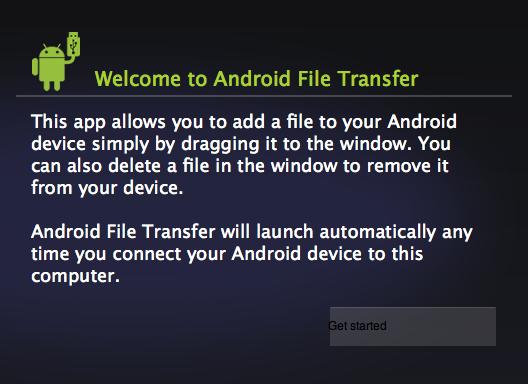 Welcome to Android File Transfer
This app allows you to add a file to your Android
device simply by dragging it to the window. You
can also delete a file in the window to remove it
from your device.
Android File Transfer will launch automatically any
time you connect your Android device to this
computer.
Get started